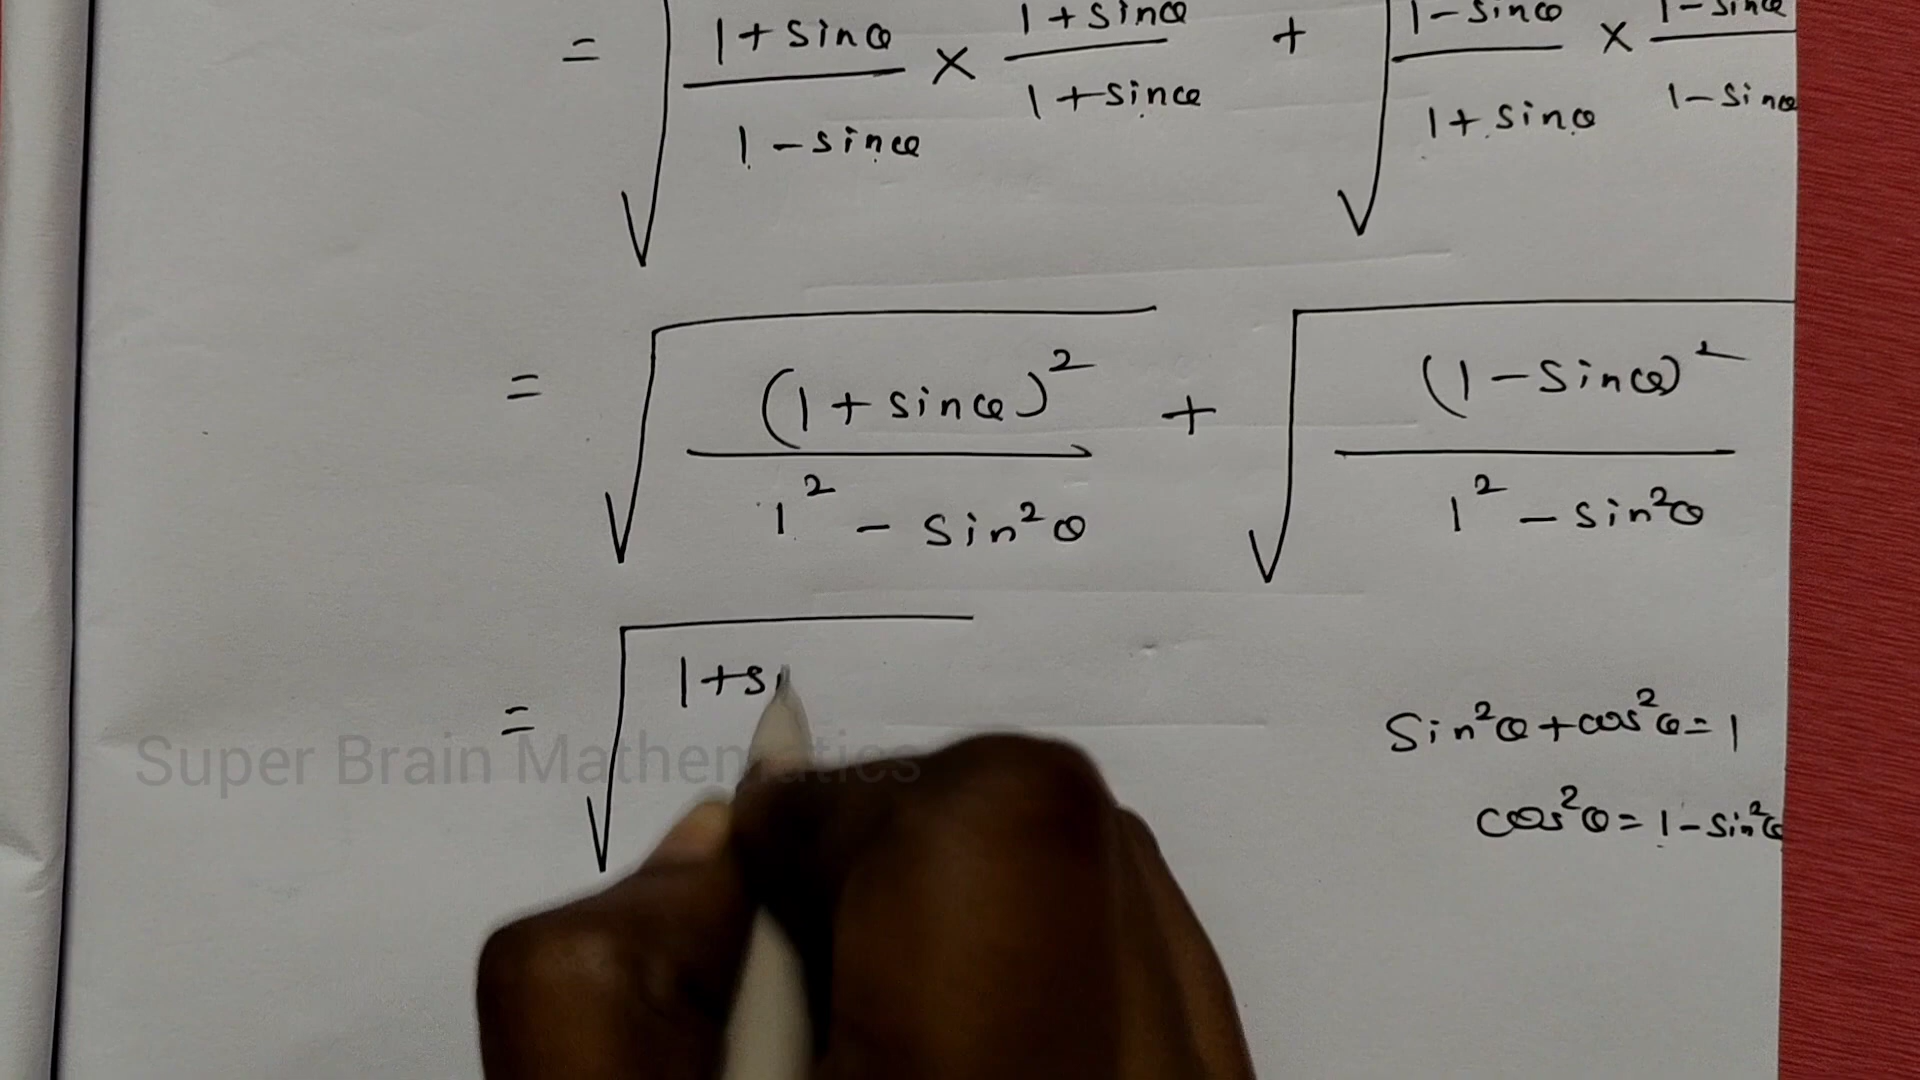 = √ 1 + sinθ / 1 - sinθ × 1 + sinθ / 1 + sinθ + √ 1 - sinθ / 1 + sinθ × 1 - sinθ / 1 - sinθ
= √ (1 + sinθ)² / 1² - sin²θ + √ (1 - sinθ)² / 1² - sin²θ
= √ 1+s
sin²θ + cos²θ = 1
Super Brain Mathematics
cos²θ = 1 - sin²θ